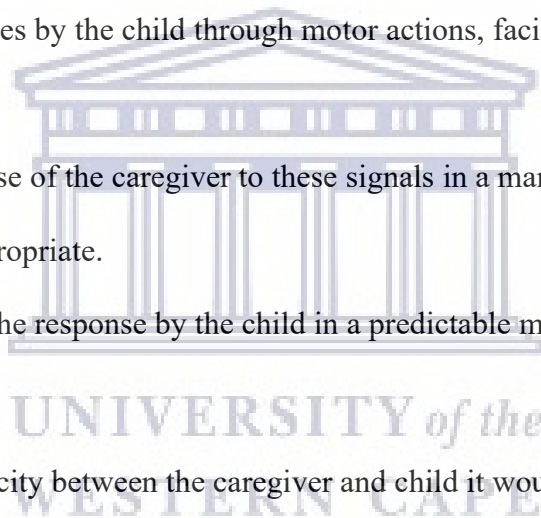 es by the child through motor actions, faci
se of the caregiver to these signals in a ma
ropriate.
he response by the child in a predictable m
UNIVERSITY of the
city between the caregiver and child it wou
WESTERN CAPE